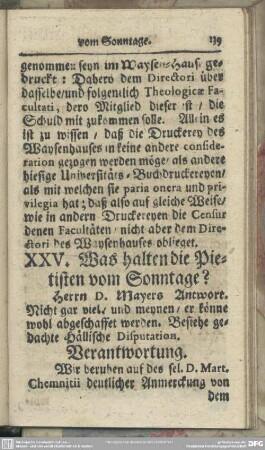 vom Sonntage. 139
genommen seyn im Waysen-Haus ge-
druckt: Dahero dem Directori über
dasselbe/und folgentlich Theologicæ Fa-
cultati, dero Mitglied dieser ist/ die
Schuld mit zukommen solle. Allein es
ist zu wissen/ daß die Druckerey des
Waysenhauses in keine andere conside-
ration gezogen werden möge/ als andere
hiesige Universitäts-Buchdruckereyen/
als mit welchen sie paria onera und pri-
vilegia hat; daß also auf gleiche Weise/
wie in andern Druckereyen die Censur
denen Facultäten/ nicht aber dem Dire-
ctori des Waysenhauses oblieget.
XXV. Was halten die Pie-
tisten vom Sonntage?
Herrn D. Mayers Antwort.
Nicht gar viel/ und meynen/ er könne
wohl abgeschaffet werden. Besiehe ge-
dachte Hällische Disputation.
Verantwortung.
Wir beruhen auf des sel. D. Mart.
Chemnitii deutlicher Anmerckung von
dem